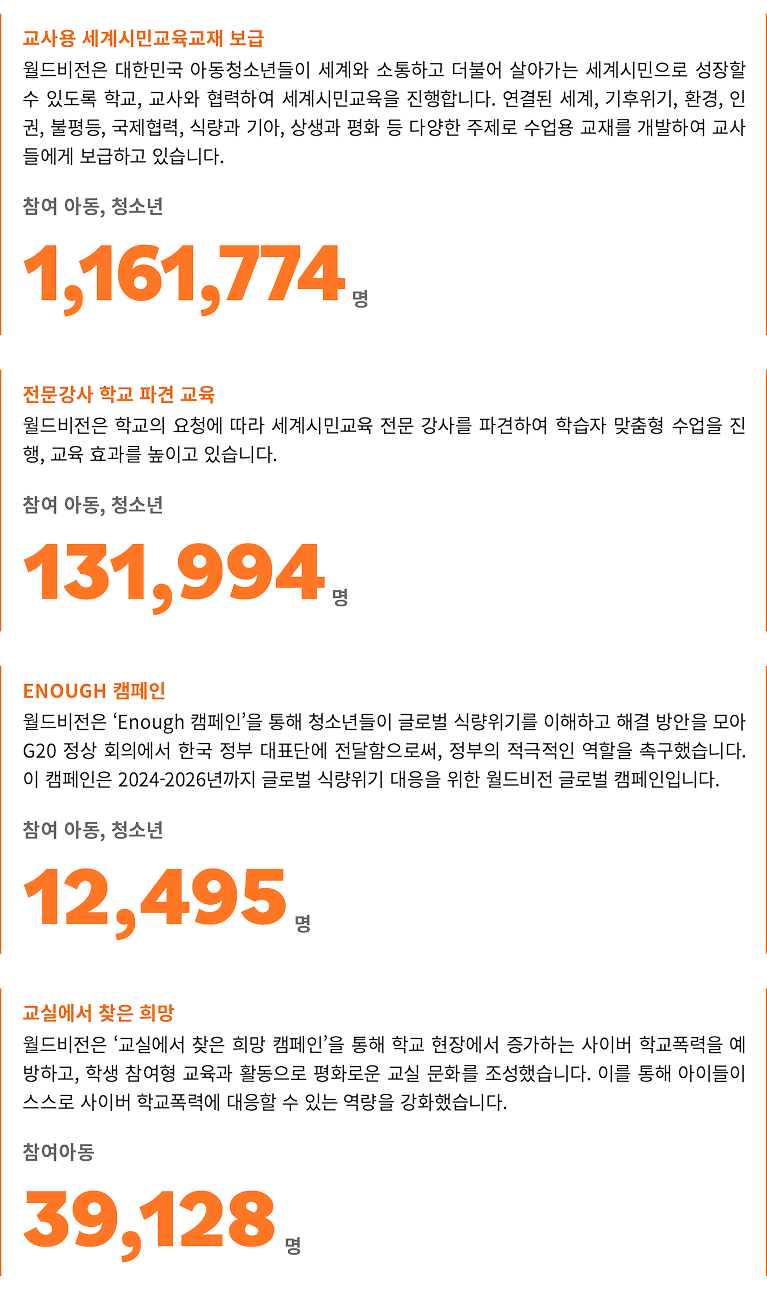 교사용 세계시민교육교재 보급
월드비전은 대한민국 아동청소년들이 세계와 소통하고 더불어 살아가는 세계시민으로 성장할
수 있도록 학교, 교사와 협력하여 세계시민교육을 진행합니다. 연결된 세계, 기후위기, 환경, 인
권, 불평등, 국제협력, 식량과 기아, 상생과 평화 등 다양한 주제로 수업용 교재를 개발하여 교사
들에게 보급하고 있습니다.
참여 아동, 청소년
1,161,774 명
전문강사 학교 파견 교육
월드비전은 학교의 요청에 따라 세계시민교육 전문 강사를 파견하여 학습자 맞춤형 수업을 진
행, 교육 효과를 높이고 있습니다.
참여 아동, 청소년
131,994 명
ENOUGH 캠페인
월드비전은 ‘Enough 캠페인’을 통해 청소년들이 글로벌 식량위기를 이해하고 해결 방안을 모아
G20 정상 회의에서 한국 정부 대표단에 전달함으로써, 정부의 적극적인 역할을 촉구했습니다.
이 캠페인은 2024-2026년까지 글로벌 식량위기 대응을 위한 월드비전 글로벌 캠페인입니다.
참여 아동, 청소년
12,495 명
교실에서 찾은 희망
월드비전은 ‘교실에서 찾은 희망 캠페인’을 통해 학교 현장에서 증가하는 사이버 학교폭력을 예
방하고, 학생 참여형 교육과 활동으로 평화로운 교실 문화를 조성했습니다. 이를 통해 아이들이
스스로 사이버 학교폭력에 대응할 수 있는 역량을 강화했습니다.
참여아동
39,128 명